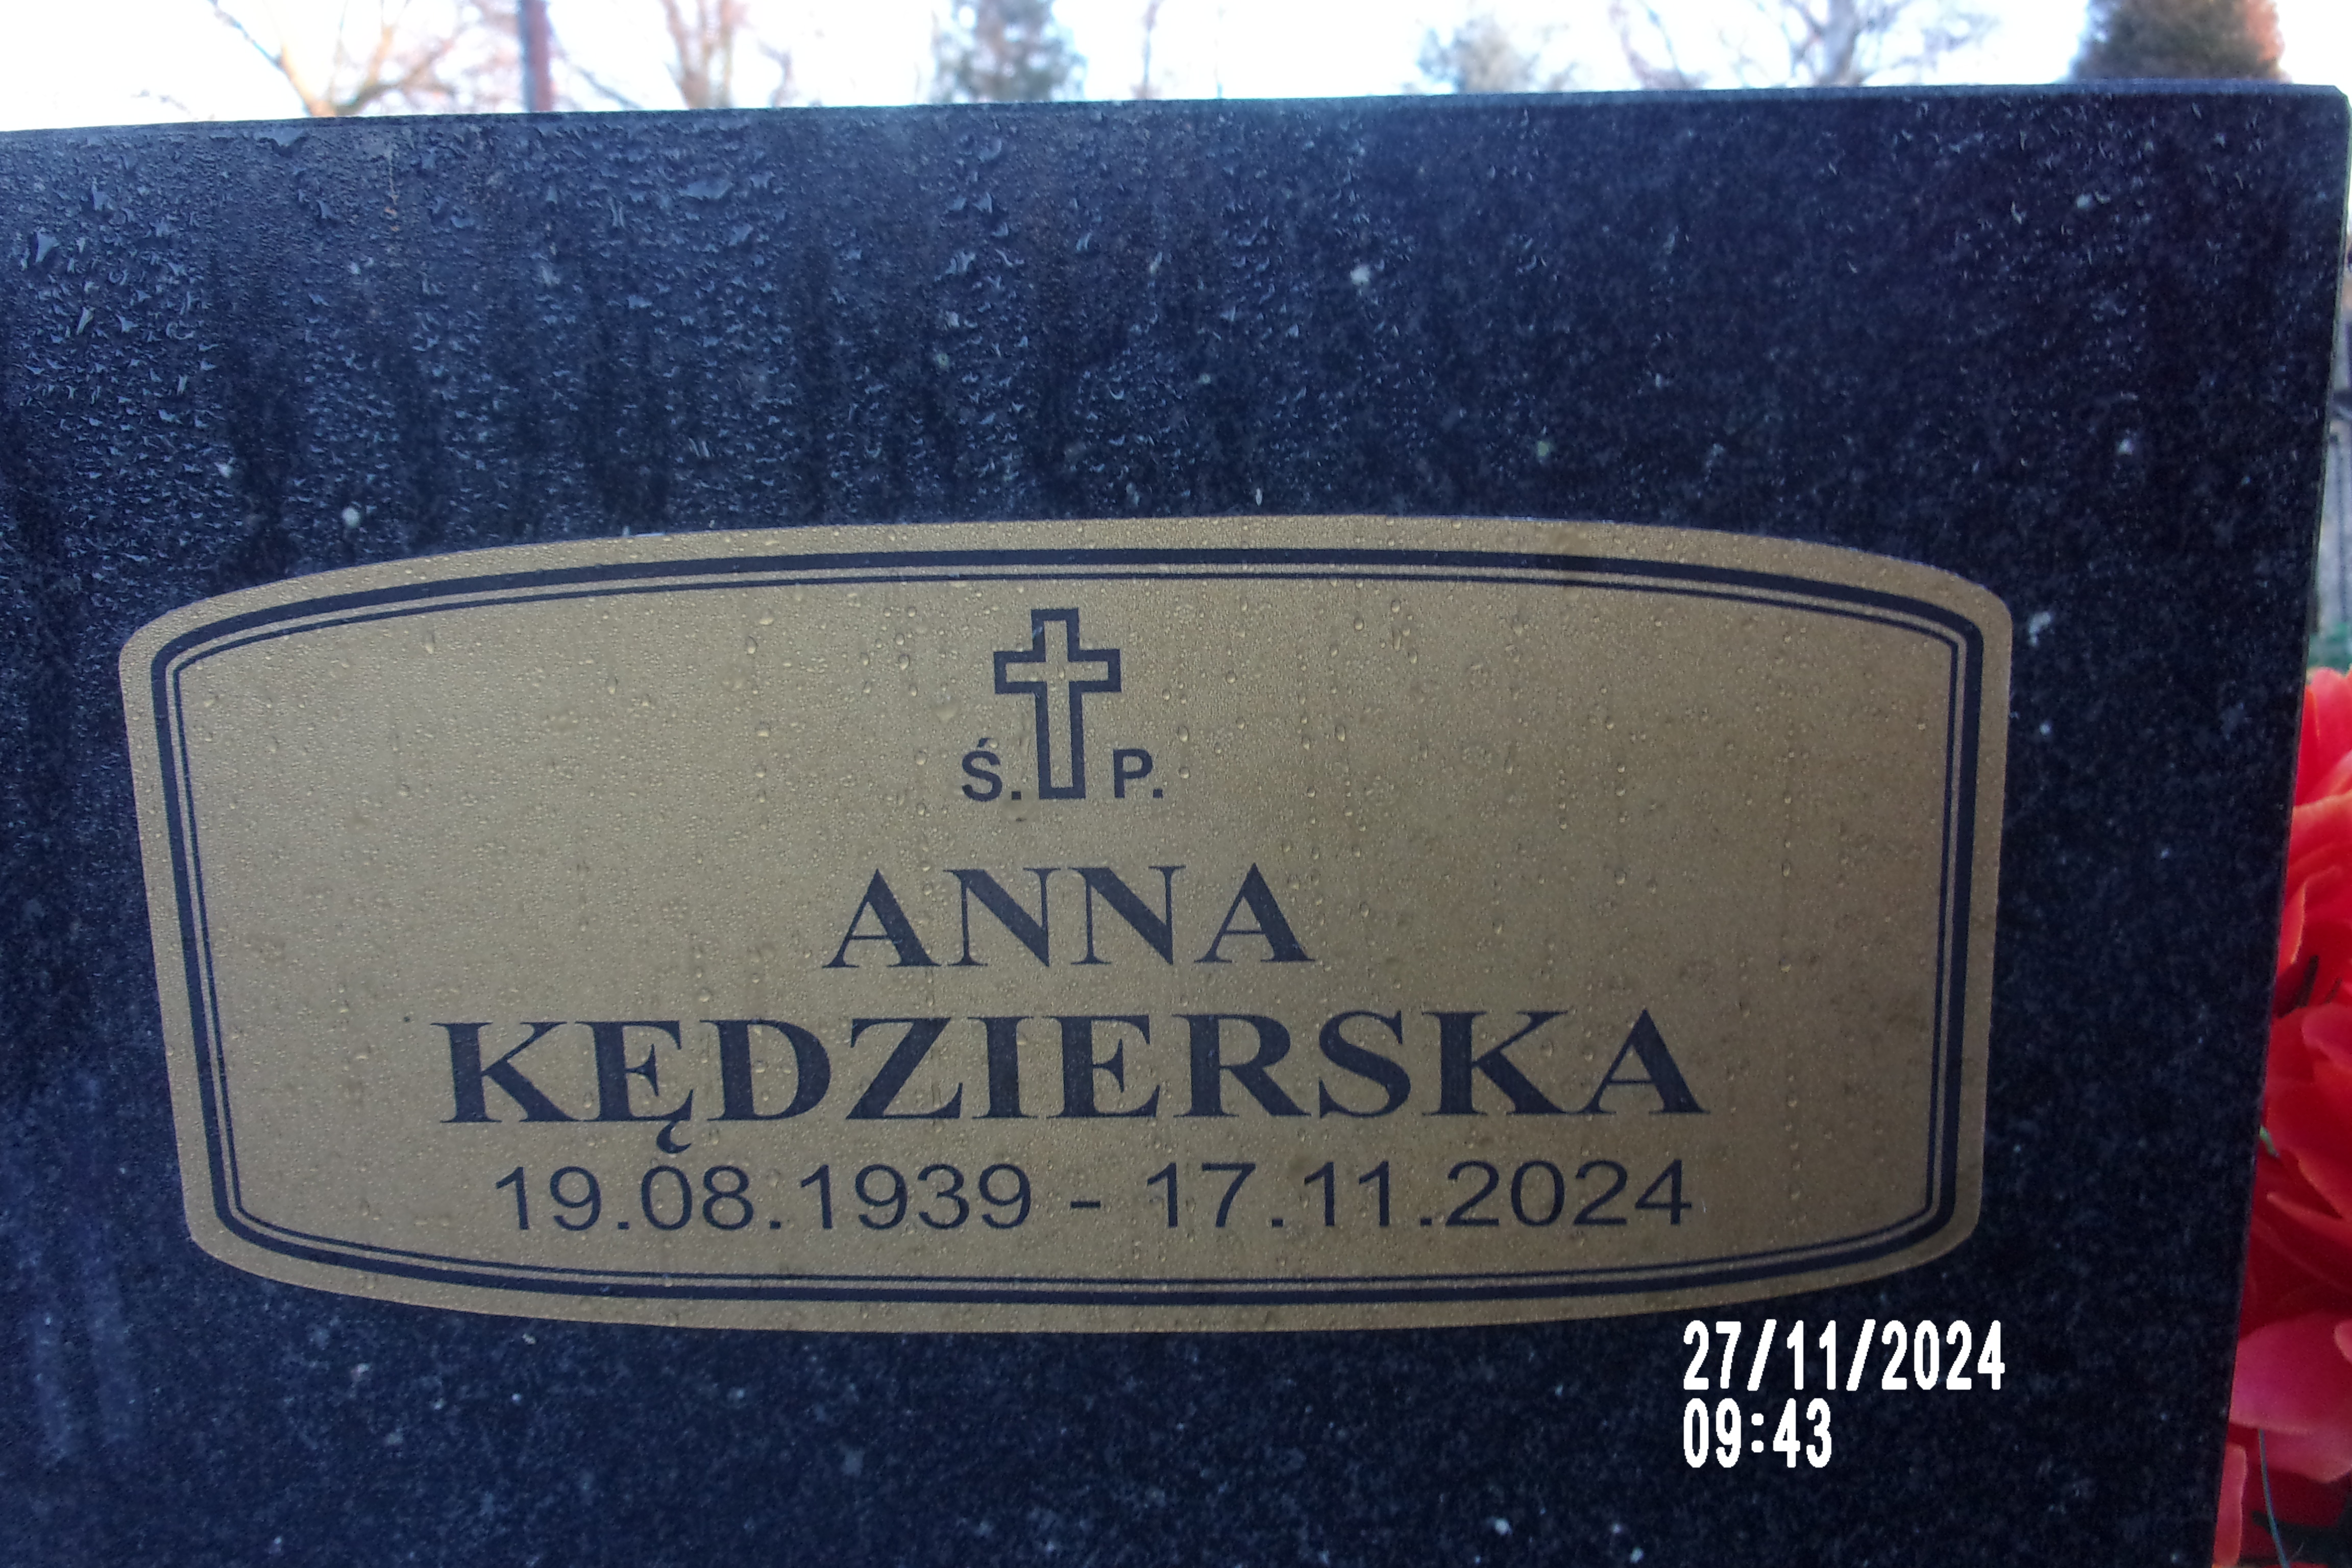 Ś. P.
ANNA
KĘDZIERSKA
19.08.1939 - 17.11.2024
27/11/2024
09:43